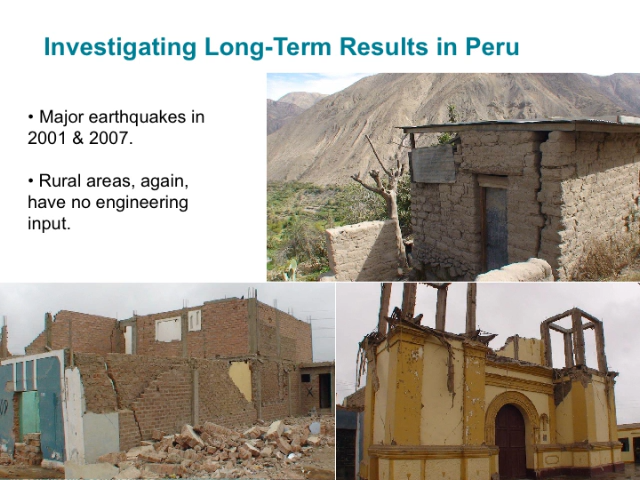 Investigating Long-Term Results in Peru
• Major earthquakes in
2001 & 2007.
• Rural areas, again,
have no engineering
input.